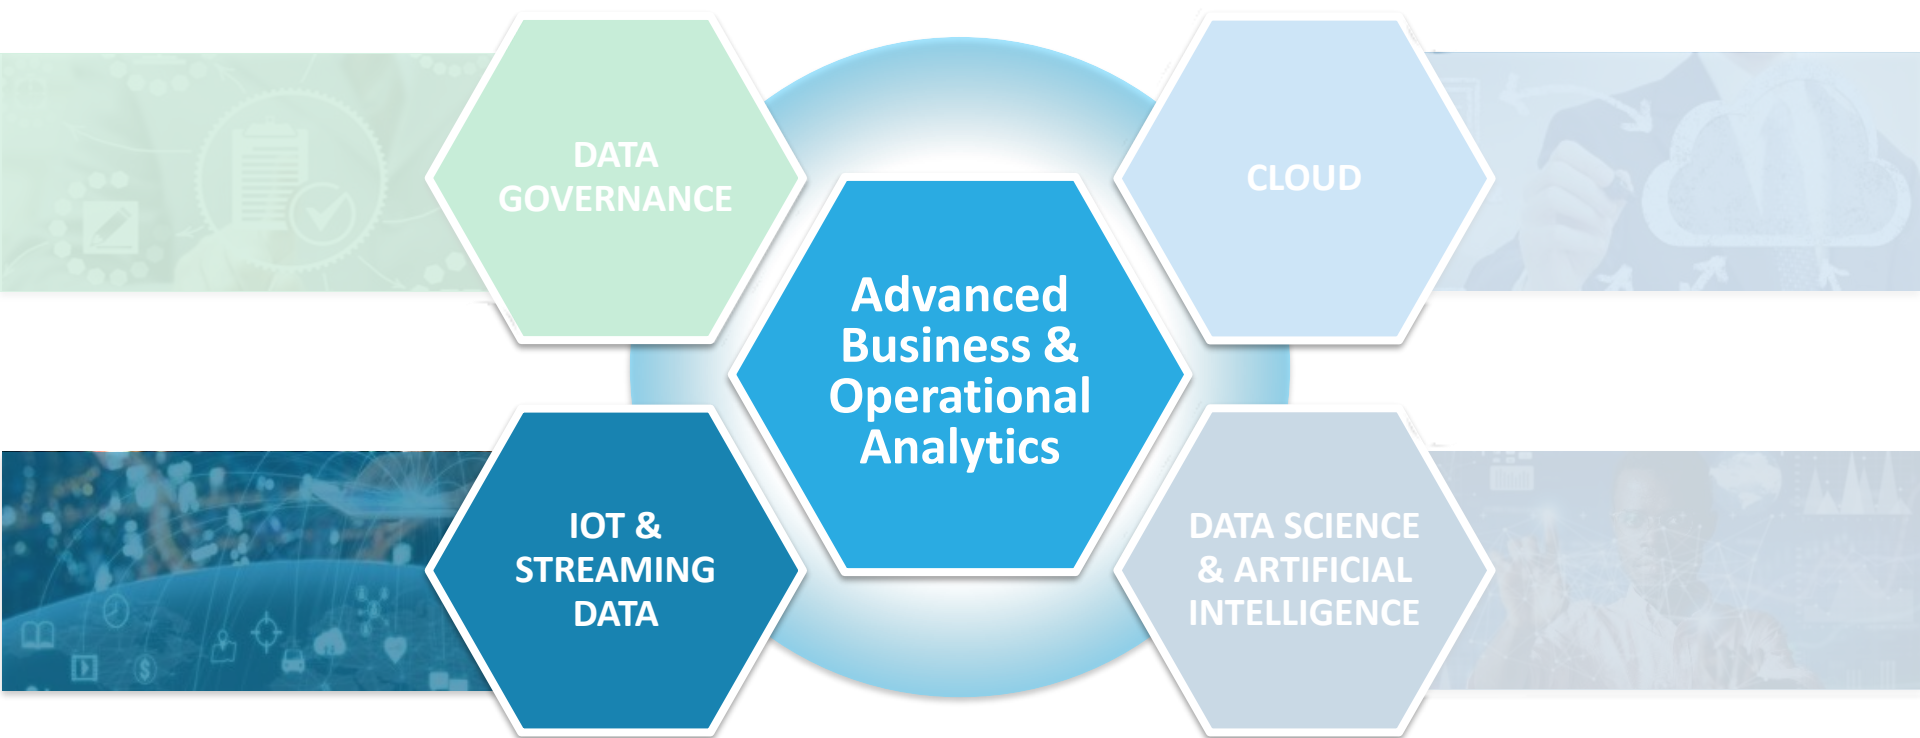 DATA
GOVERNANCE
CLOUD
Advanced
Business &
Operational
Analytics
IOT &
STREAMING
DATA
DATA SCIENCE
& ARTIFICIAL
INTELLIGENCE